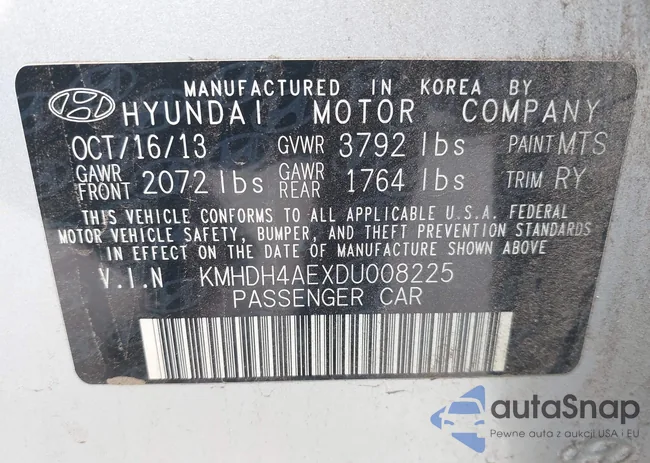 MANUFACTURED IN KOREA BY
HYUNDAI MOTOR COMPANY
OCT/16/13 GVWR 3792 lbs PAINT MTS
GAWR FRONT 2072 lbs GAWR REAR 1764 lbs TRIM RY
THIS VEHICLE CONFORMS TO ALL APPLICABLE U.S.A. FEDERAL
MOTOR VEHICLE SAFETY, BUMPER, AND THEFT PREVENTION STANDARDS
IN EFFECT ON THE DATE OF MANUFACTURE SHOWN ABOVE
V.I.N KMHDH4AEXDU008225
PASSENGER CAR
autoSnap
Pewne auta z aukcji USA i EU